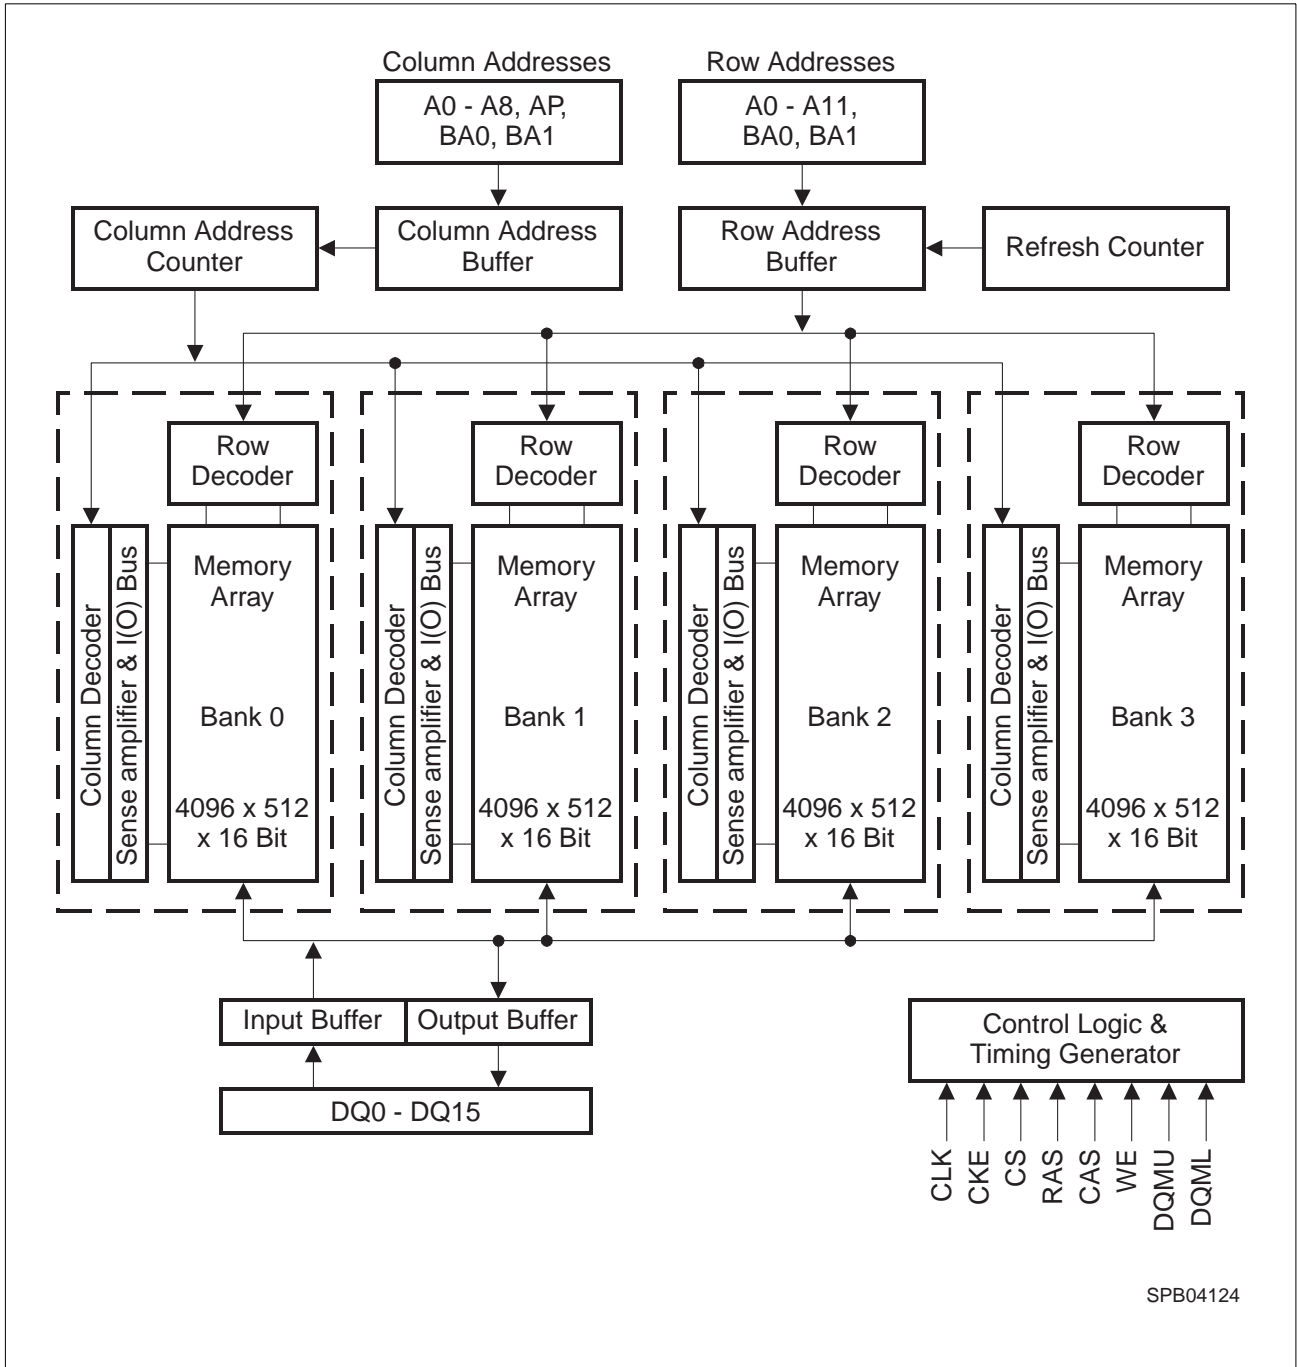 Column Addresses
Row Addresses
A0 - A8, AP,
BA0, BA1
A0 - A11,
BA0, BA1
Column Address
Counter
Column Address
Buffer
Row Address
Buffer
Refresh Counter
Row
Decoder
Row
Decoder
Row
Decoder
Row
Decoder
Column Decoder
Sense amplifier & I(O) Bus
Memory
Array
Bank 0
4096 x 512
x 16 Bit
Column Decoder
Sense amplifier & I(O) Bus
Memory
Array
Bank 1
4096 x 512
x 16 Bit
Column Decoder
Sense amplifier & I(O) Bus
Memory
Array
Bank 2
4096 x 512
x 16 Bit
Column Decoder
Sense amplifier & I(O) Bus
Memory
Array
Bank 3
4096 x 512
x 16 Bit
Input Buffer
Output Buffer
DQ0 - DQ15
Control Logic &
Timing Generator
CLK
CKE
CS
RAS
CAS
WE
DQMU
DQML
SPB04124